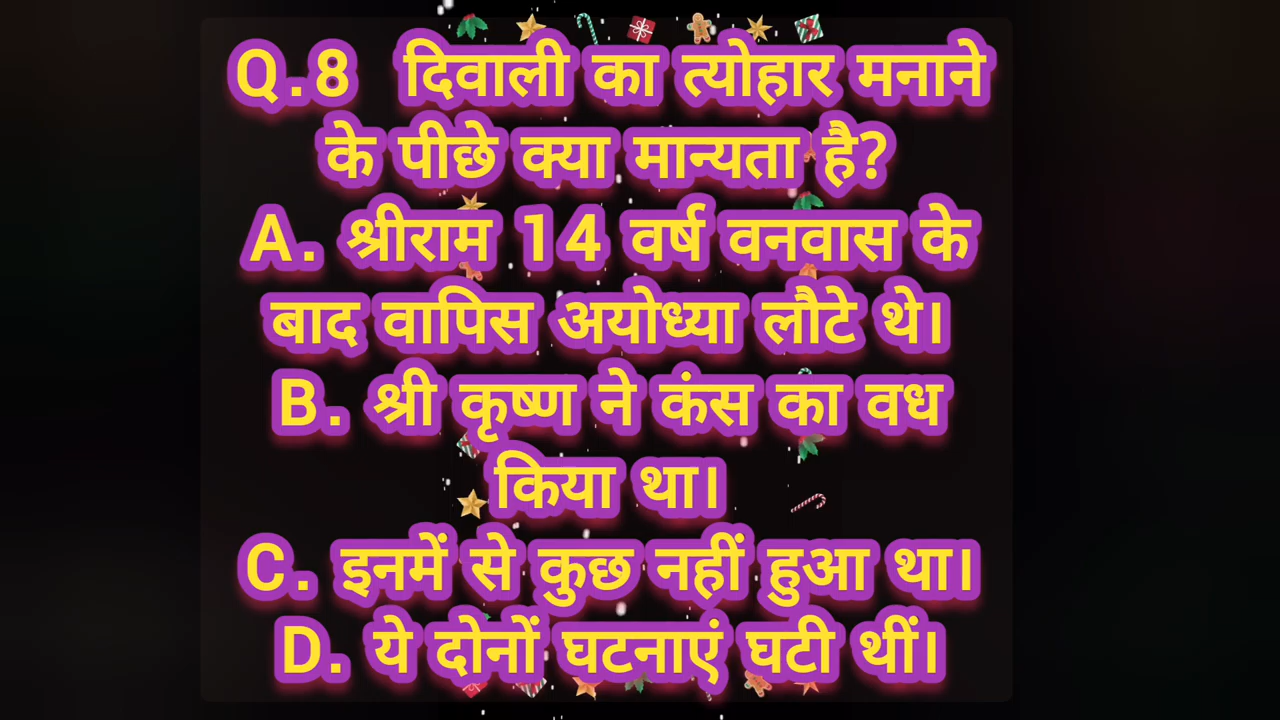 Q.8 दिवाली का त्योहार मनाने
के पीछे क्या मान्यता है?
A. श्रीराम 14 वर्ष वनवास के
बाद वापिस अयोध्या लौटे थे।
B. श्री कृष्ण ने कंस का वध
किया था।
C. इनमें से कुछ नहीं हुआ था।
D. ये दोनों घटनाएं घटी थीं।